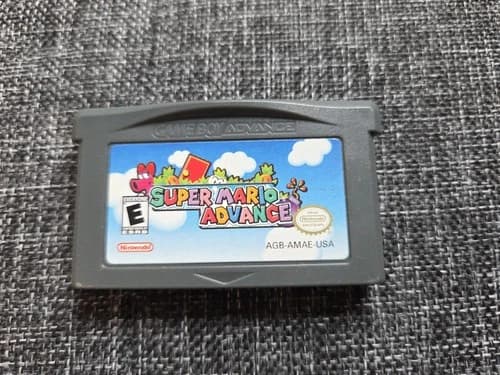 GAME BOY ADVANCE
SUPER MARIO
ADVANCE
E
Nintendo
AGB-AMAE-USA